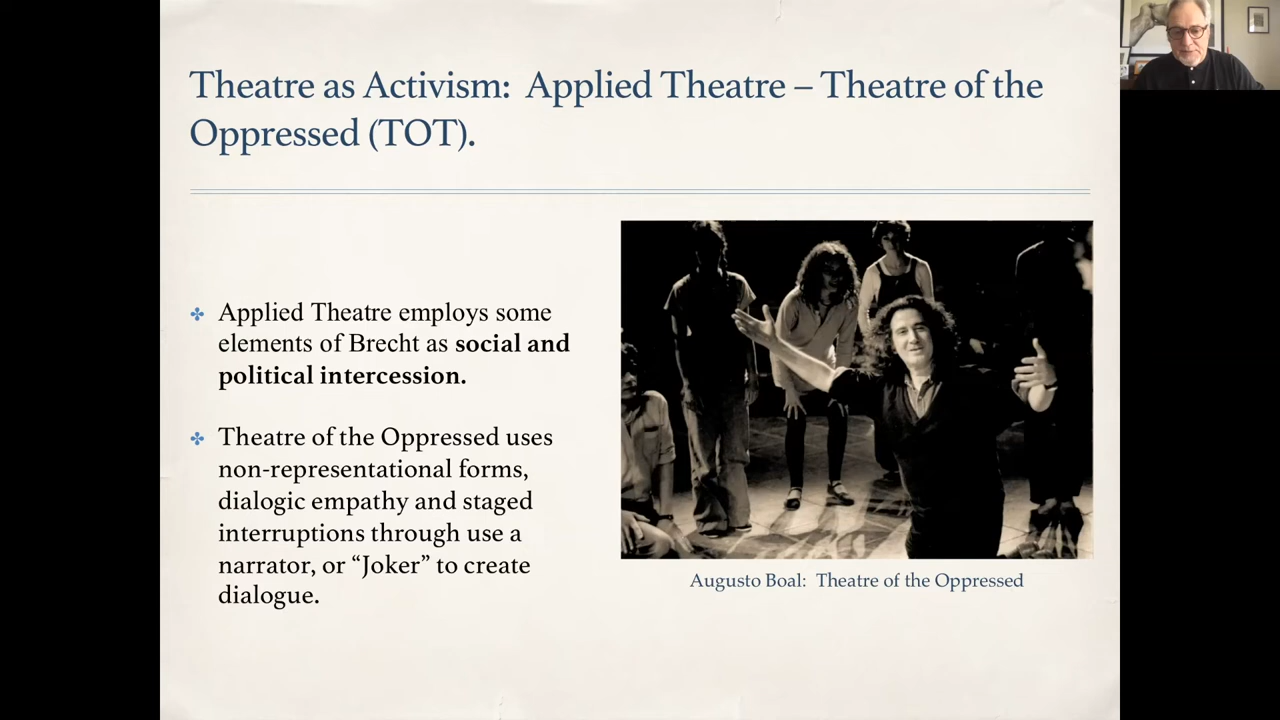 Theatre as Activism: Applied Theatre – Theatre of the
Oppressed (TOT).
Applied Theatre employs some
elements of Brecht as social and
political intercession.
Theatre of the Oppressed uses
non-representational forms,
dialogic empathy and staged
interruptions through use a
narrator, or “Joker” to create
dialogue.
Augusto Boal: Theatre of the Oppressed